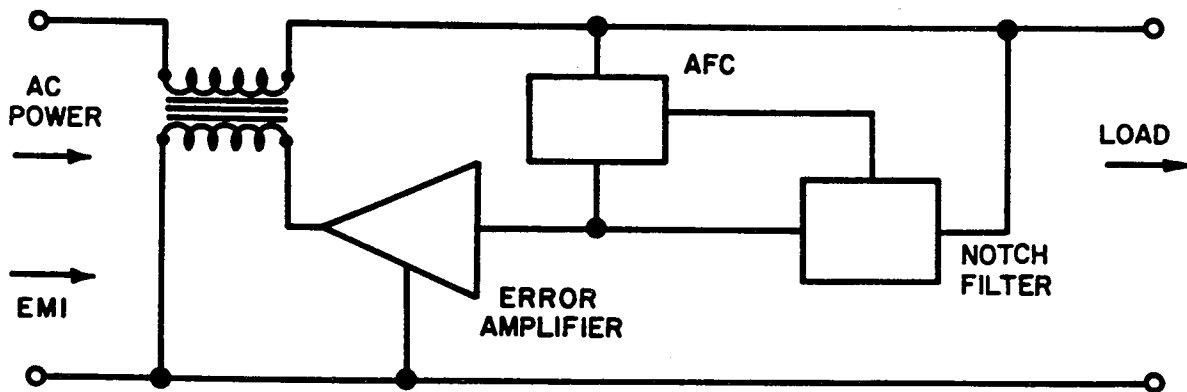 AC
POWER
EMI
AFC
ERROR
AMPLIFIER
NOTCH
FILTER
LOAD